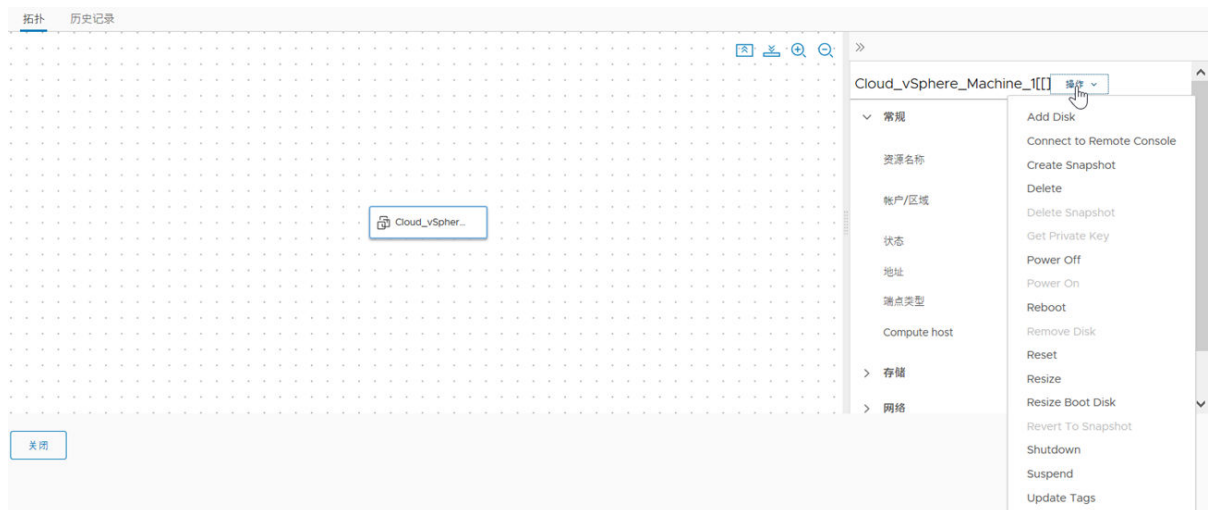 拓扑 历史记录
Cloud_vSphere_Machine_1[[] 操作
常规
资源名称
帐户/区域
状态
地址
端点类型
Compute host
存储
网络
Cloud_vSpher...
关闭
Add Disk
Connect to Remote Console
Create Snapshot
Delete
Delete Snapshot
Get Private Key
Power Off
Power On
Reboot
Remove Disk
Reset
Resize
Resize Boot Disk
Revert To Snapshot
Shutdown
Suspend
Update Tags